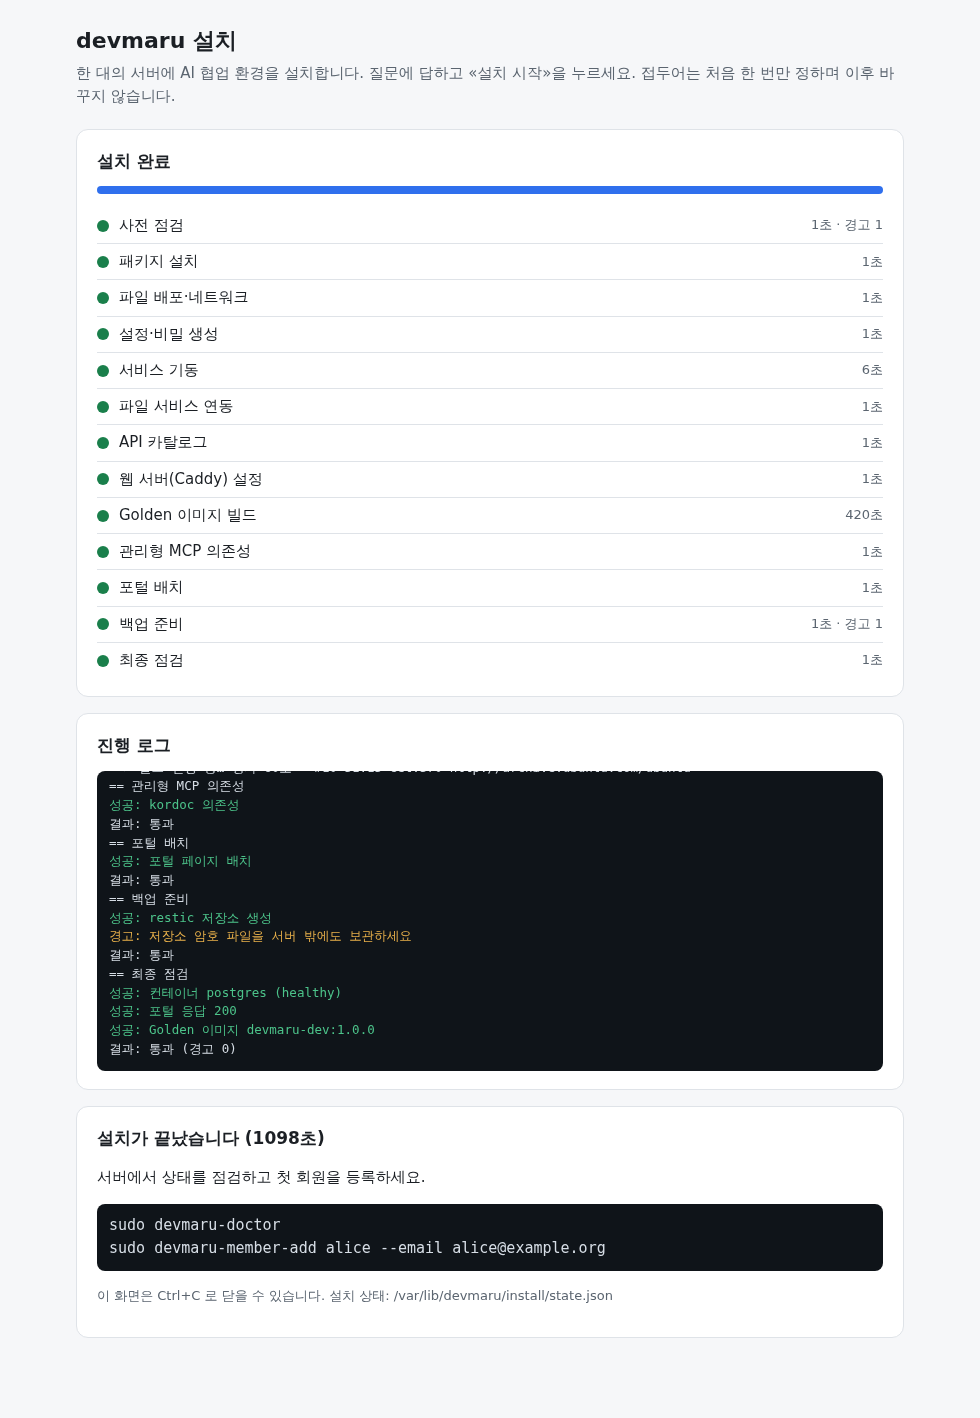 devmaru 설치
한 대의 서버에 AI 협업 환경을 설치합니다. 질문에 답하고 «설치 시작»을 누르세요. 접두어는 처음 한 번만 정하며 이후 바
꾸지 않습니다.
설치 완료
사전 점검 1초 · 경고 1
패키지 설치 1초
파일 배포·네트워크 1초
설정·비밀 생성 1초
서비스 기동 6초
파일 서비스 연동 1초
API 카탈로그 1초
웹 서버(Caddy) 설정 1초
Golden 이미지 빌드 420초
관리형 MCP 의존성 1초
포털 배치 1초
백업 준비 1초 · 경고 1
최종 점검 1초
진행 로그
== 관리형 MCP 의존성
성공: kordoc 의존성
결과: 통과
== 포털 배치
성공: 포털 페이지 배치
결과: 통과
== 백업 준비
성공: restic 저장소 생성
경고: 저장소 암호 파일을 서버 밖에도 보관하세요
결과: 통과
== 최종 점검
성공: 컨테이너 postgres (healthy)
성공: 포털 응답 200
성공: Golden 이미지 devmaru-dev:1.0.0
결과: 통과 (경고 0)
설치가 끝났습니다 (1098초)
서버에서 상태를 점검하고 첫 회원을 등록하세요.
sudo devmaru-doctor
sudo devmaru-member-add alice --email alice@example.org
이 화면은 Ctrl+C 로 닫을 수 있습니다. 설치 상태: /var/lib/devmaru/install/state.json